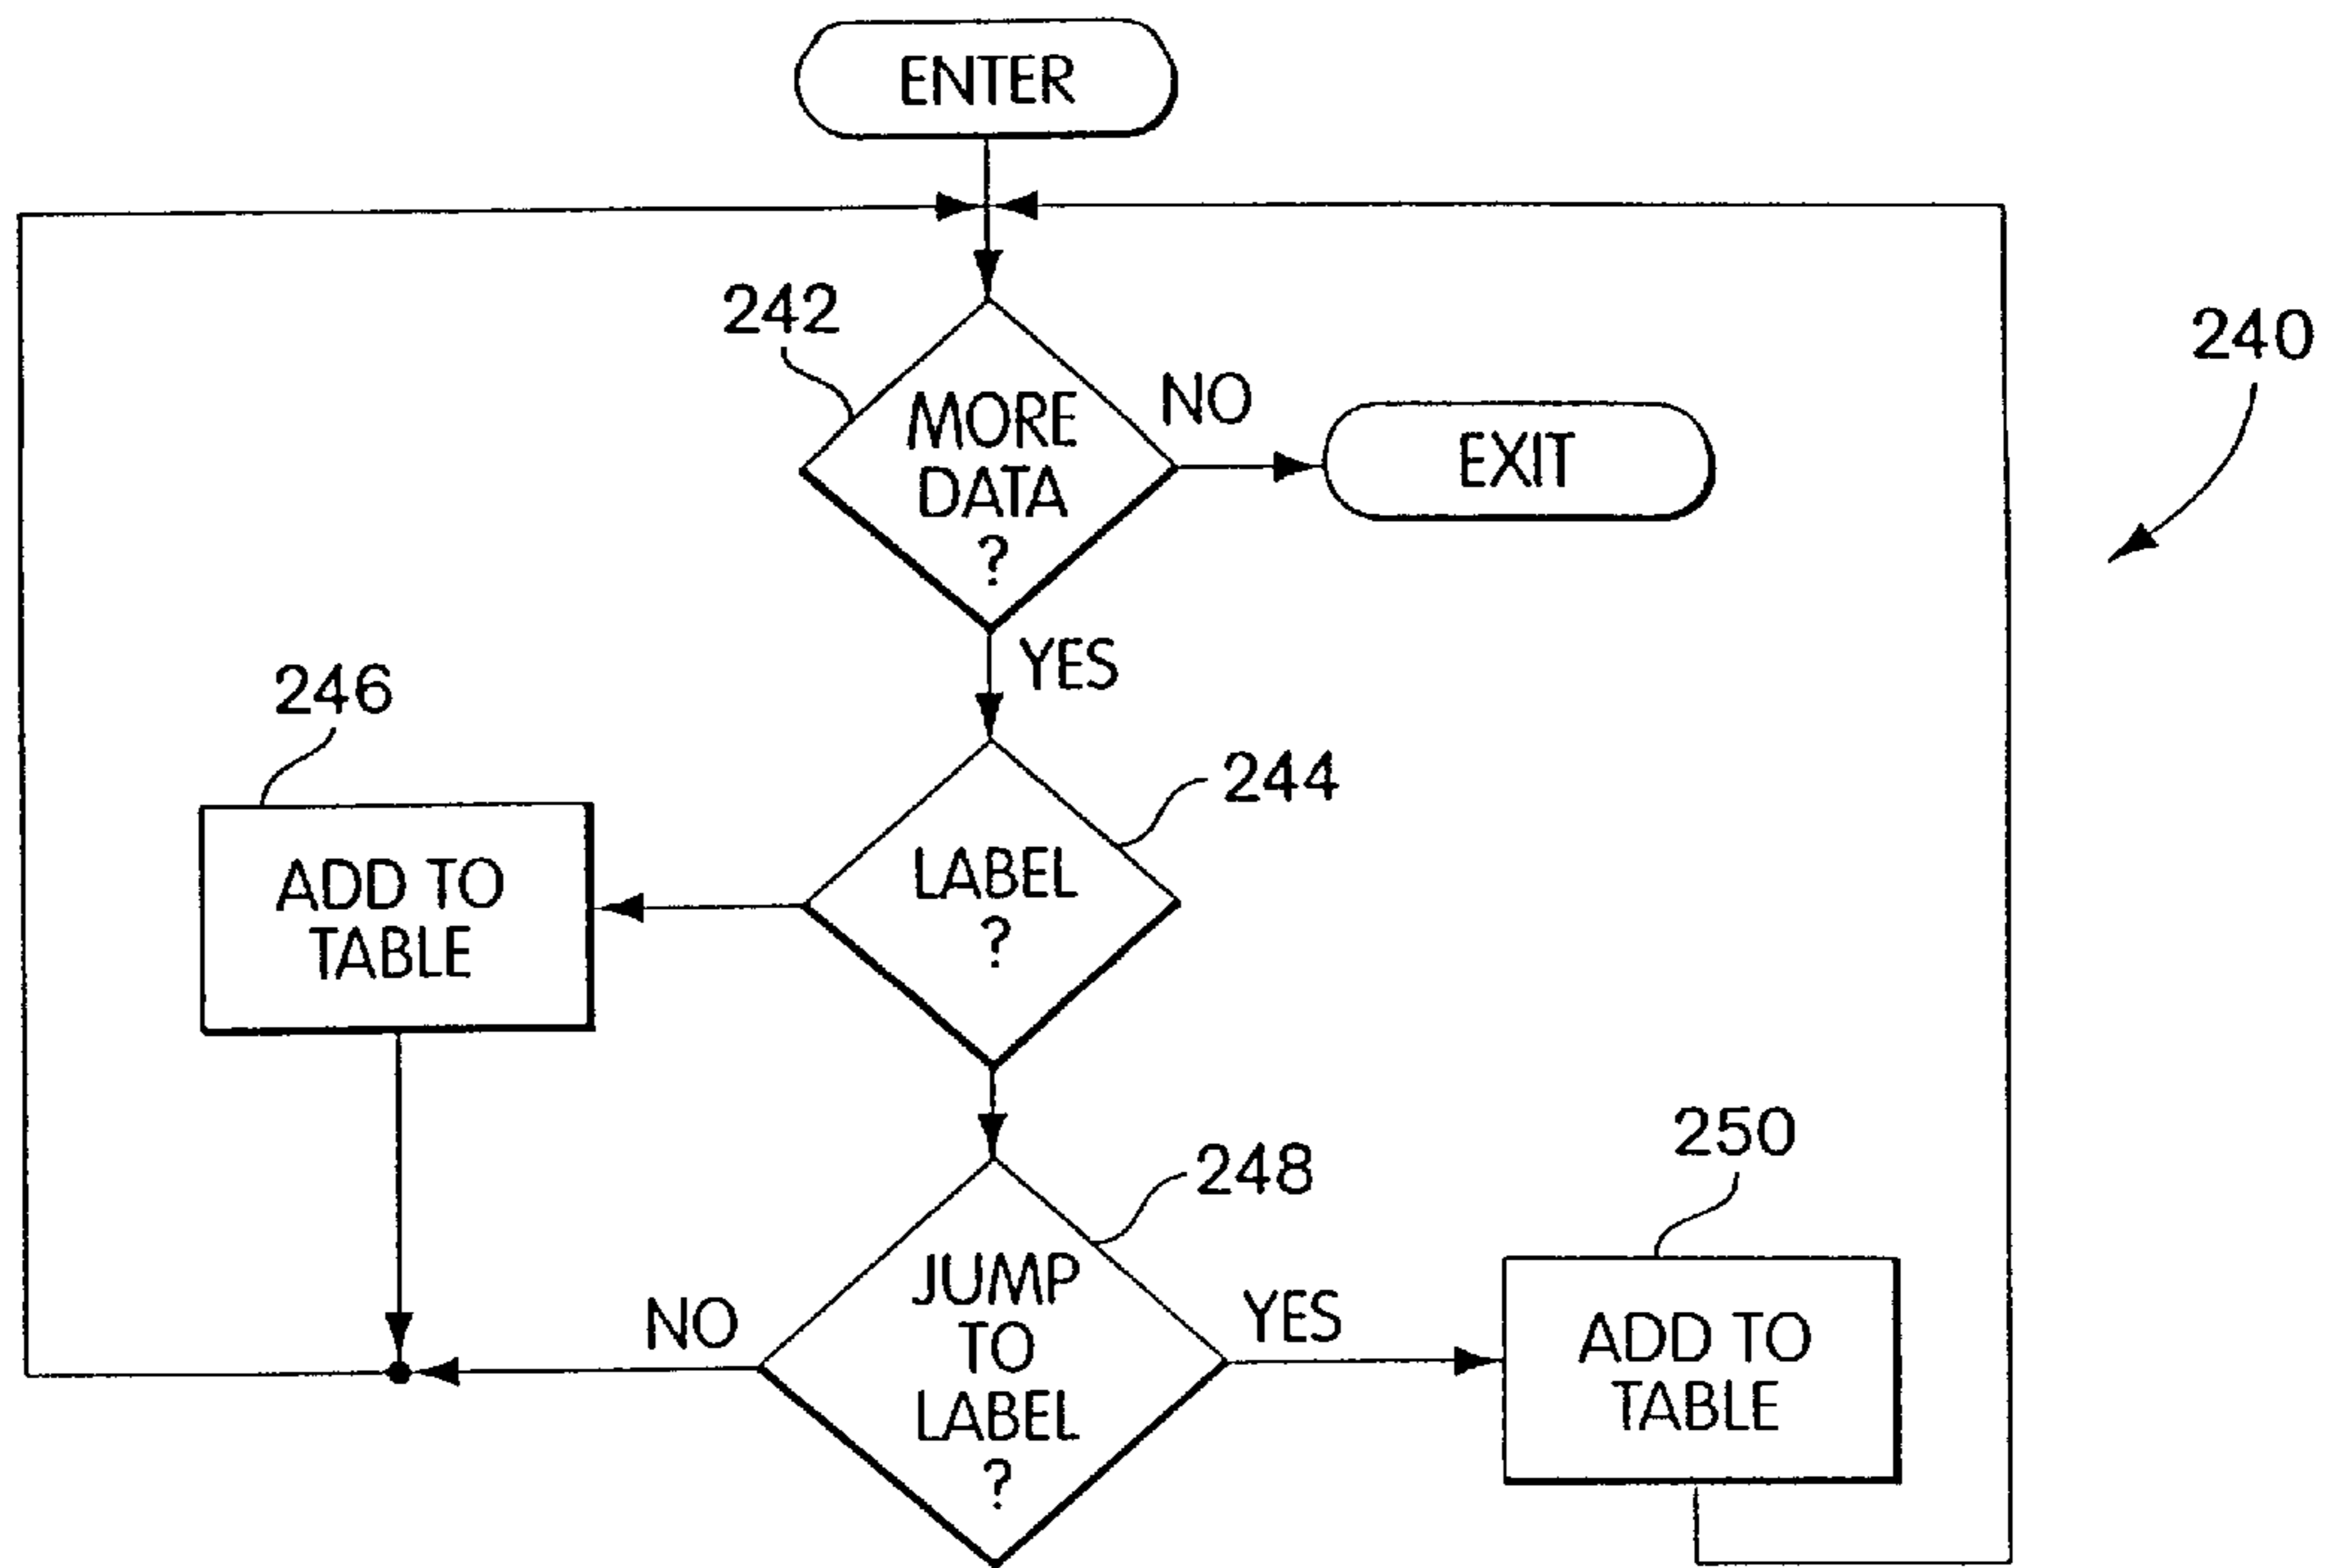 ENTER
242
MORE
DATA
?
NO
EXIT
240
YES
246
244
ADD TO
TABLE
LABEL
?
248
250
NO
JUMP
TO
LABEL
?
YES
ADD TO
TABLE